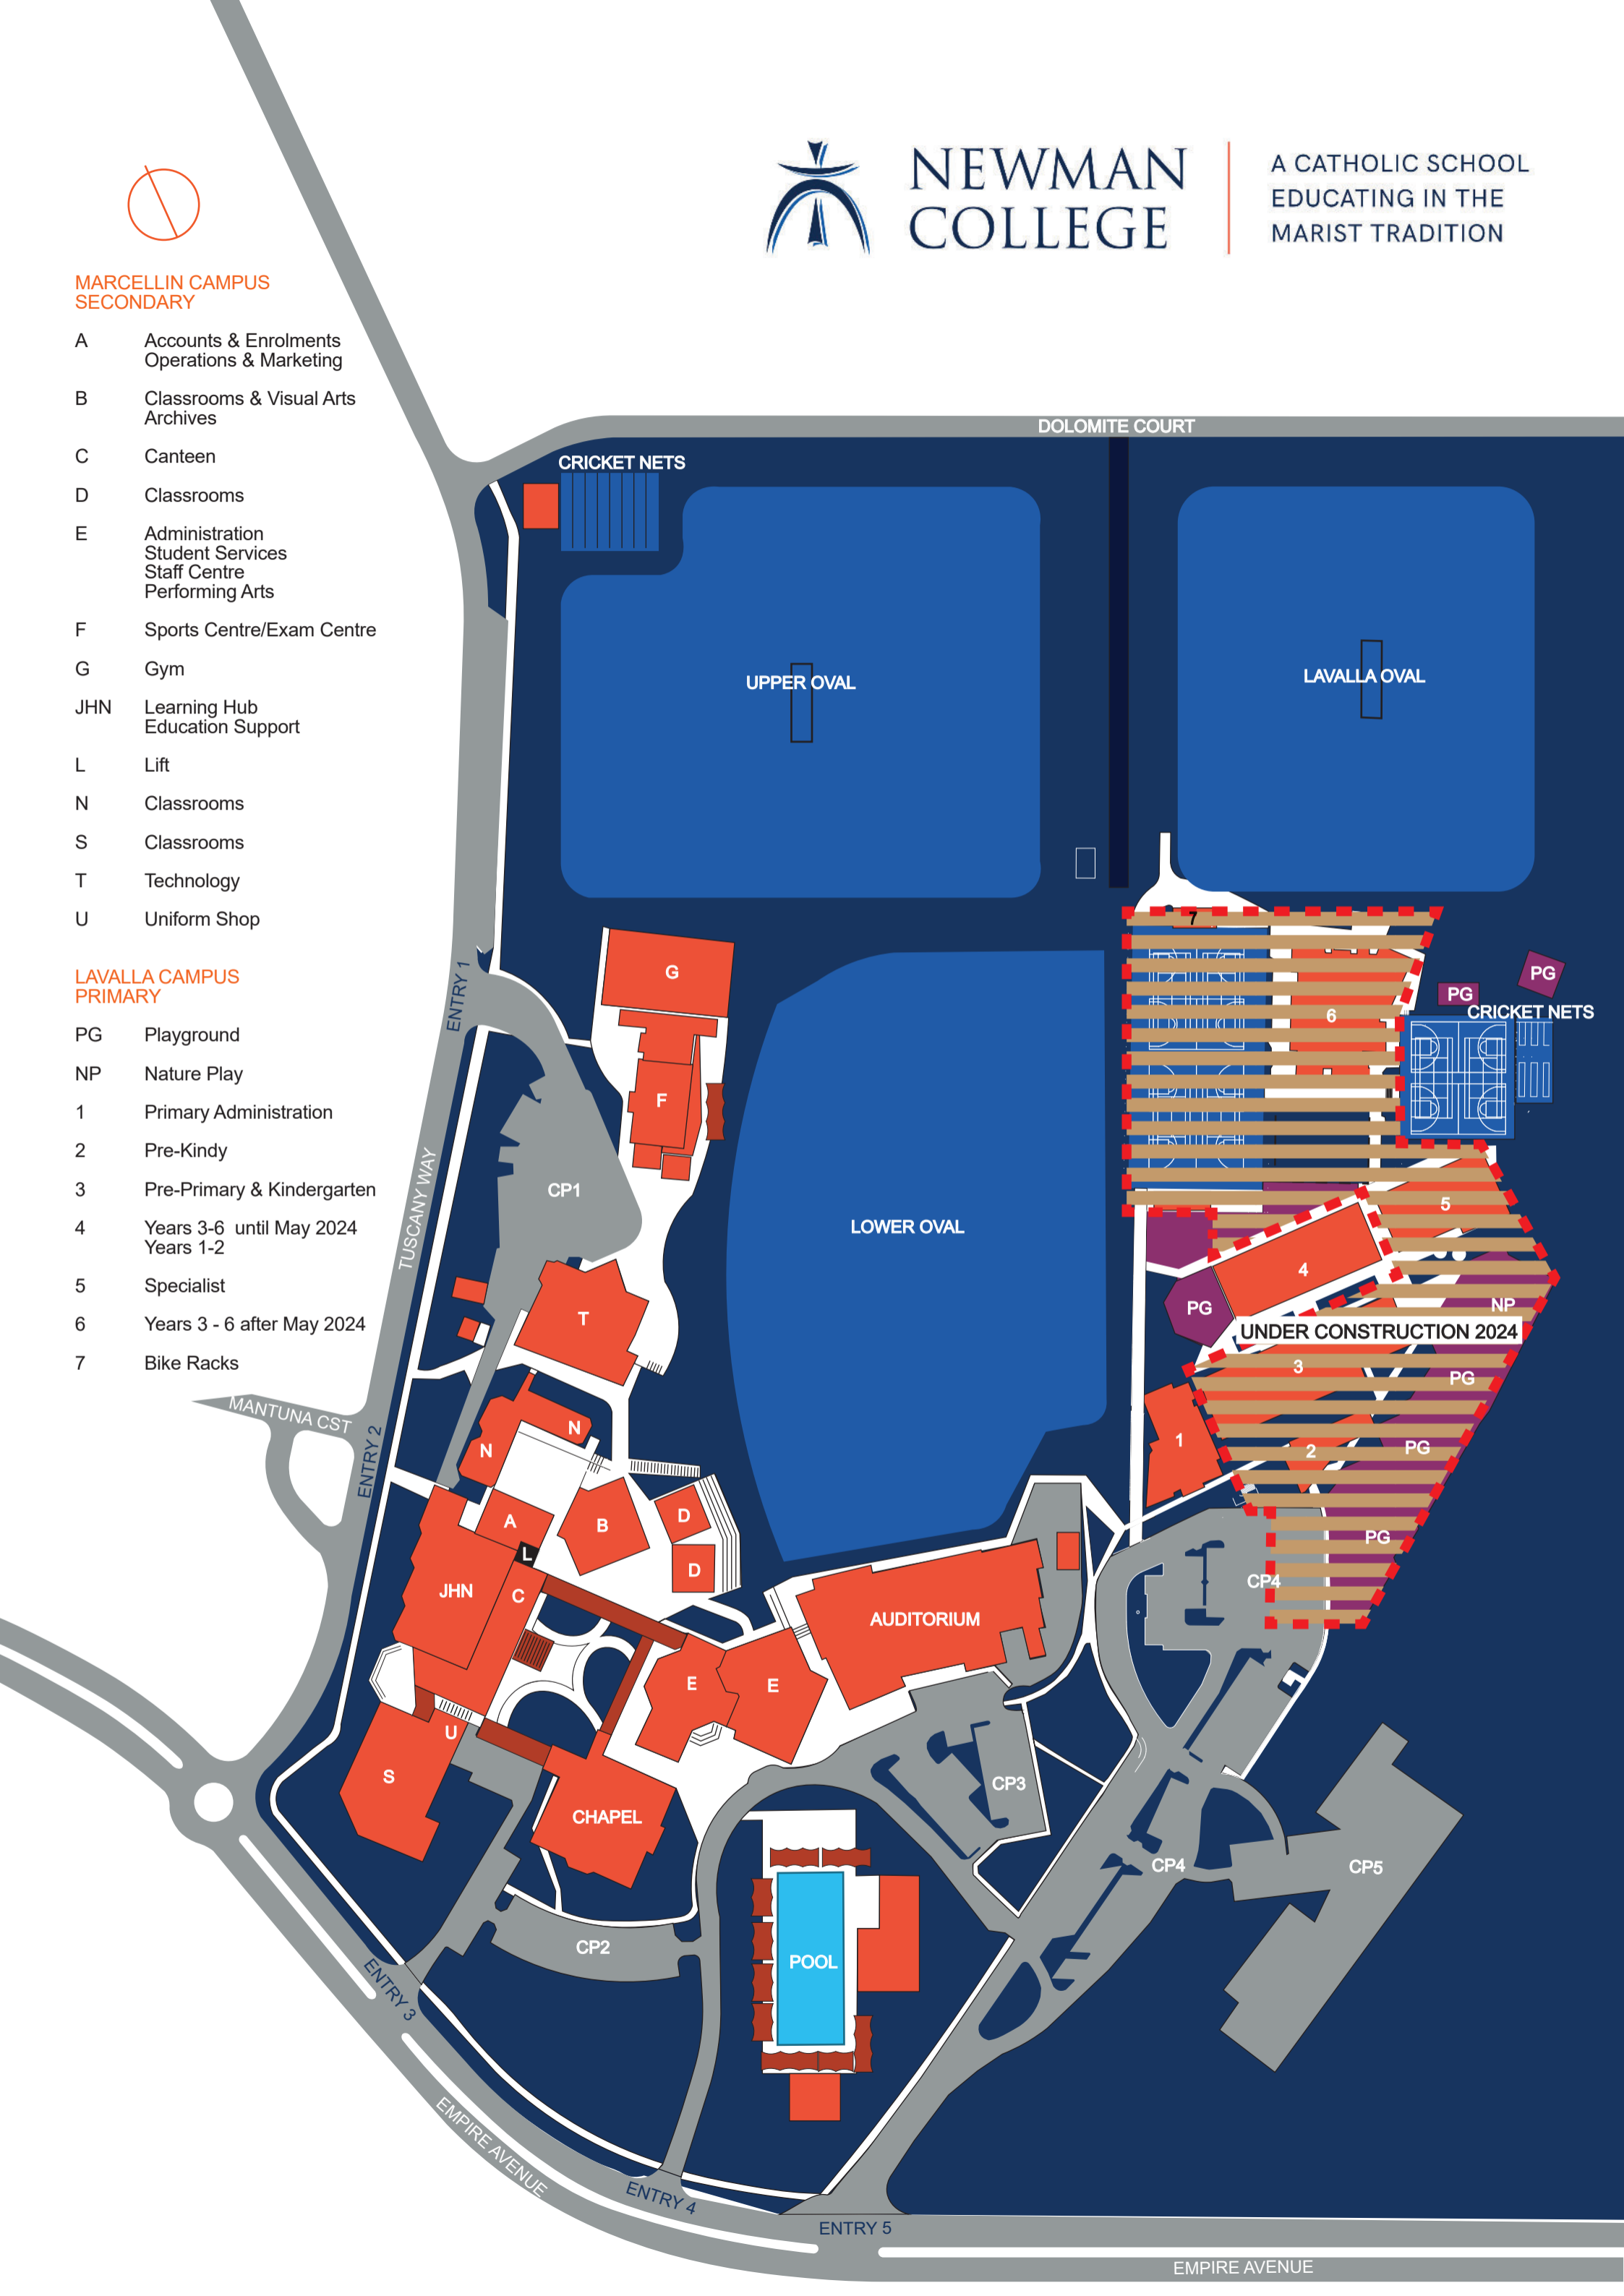 NEWMAN
COLLEGE
A CATHOLIC SCHOOL
EDUCATING IN THE
MARIST TRADITION
MARCELLIN CAMPUS
SECONDARY
A Accounts & Enrolments
Operations & Marketing
B Classrooms & Visual Arts
Archives
C Canteen
D Classrooms
E Administration
Student Services
Staff Centre
Performing Arts
F Sports Centre/Exam Centre
G Gym
JHN Learning Hub
Education Support
L Lift
N Classrooms
S Classrooms
T Technology
U Uniform Shop
LAVALLA CAMPUS
PRIMARY
PG Playground
NP Nature Play
1 Primary Administration
2 Pre-Kindy
3 Pre-Primary & Kindergarten
4 Years 3-6 until May 2024
Years 1-2
5 Specialist
6 Years 3 - 6 after May 2024
7 Bike Racks
DOLOMITE COURT
CRICKET NETS
UPPER OVAL
LAVALLA OVAL
7
G
PG
PG
CRICKET NETS
ENTRY 1
6
F
TUSCANY WAY
CP1
5
LOWER OVAL
4
PG
NP
T
UNDER CONSTRUCTION 2024
3
PG
MANTUNA CST
ENTRY 2
N
N
1
2
PG
A
B
D
PG
L
D
JHN
C
CP4
AUDITORIUM
E
E
U
S
CP3
CHAPEL
CP4
CP5
CP2
POOL
ENTRY 3
EMPIRE AVENUE
ENTRY 4
ENTRY 5
EMPIRE AVENUE